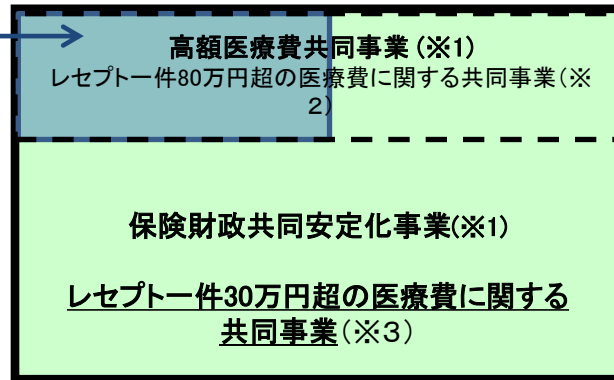 高額医療費共同事業(※1)
レセプト一件80万円超の医療費に関する共同事業(※
2)
保険財政共同安定化事業(※1)
レセプト一件30万円超の医療費に関する
共同事業(※3)